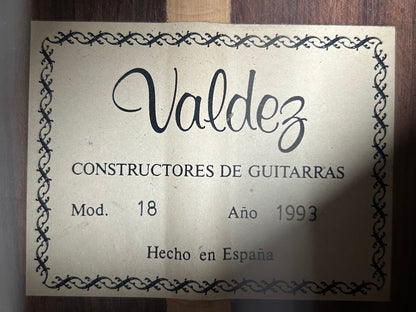 Valdez
CONSTRUCTORES DE GUITARRAS
Mod. 18 Año 1993
Hecho en España